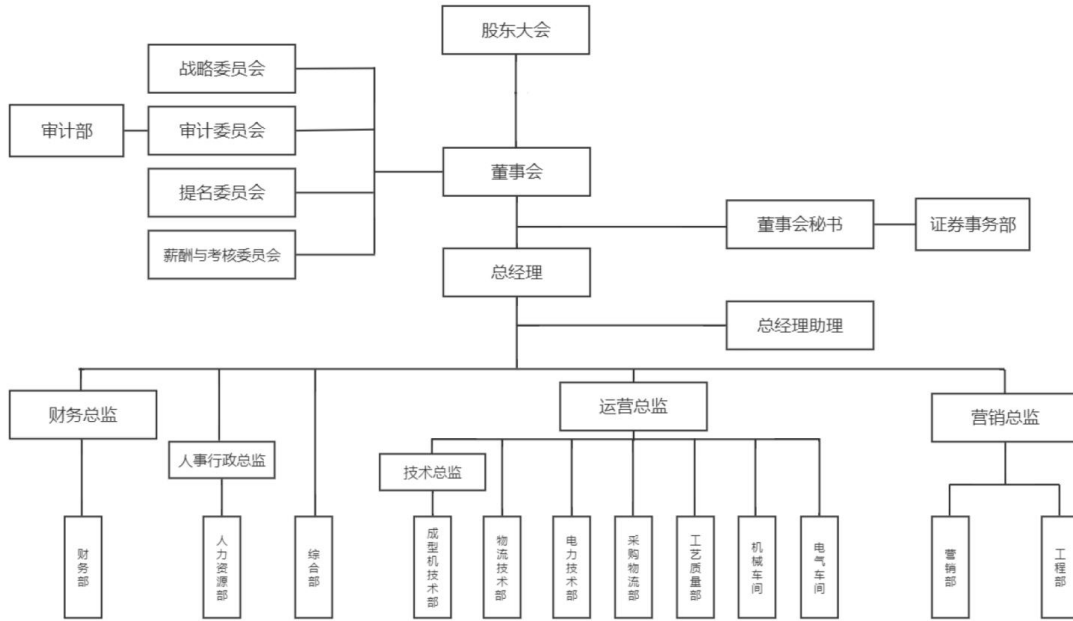 股东大会
战略委员会
审计部
审计委员会
董事会
提名委员会
董事会秘书
证券事务部
薪酬与考核委员会
总经理
总经理助理
财务总监
运营总监
营销总监
人事行政总监
技术总监
财务部
人力资源部
综合部
成型机技术部
物流技术部
电力技术部
采购物流部
工艺质量部
机械车间
电气车间
营销部
工程部